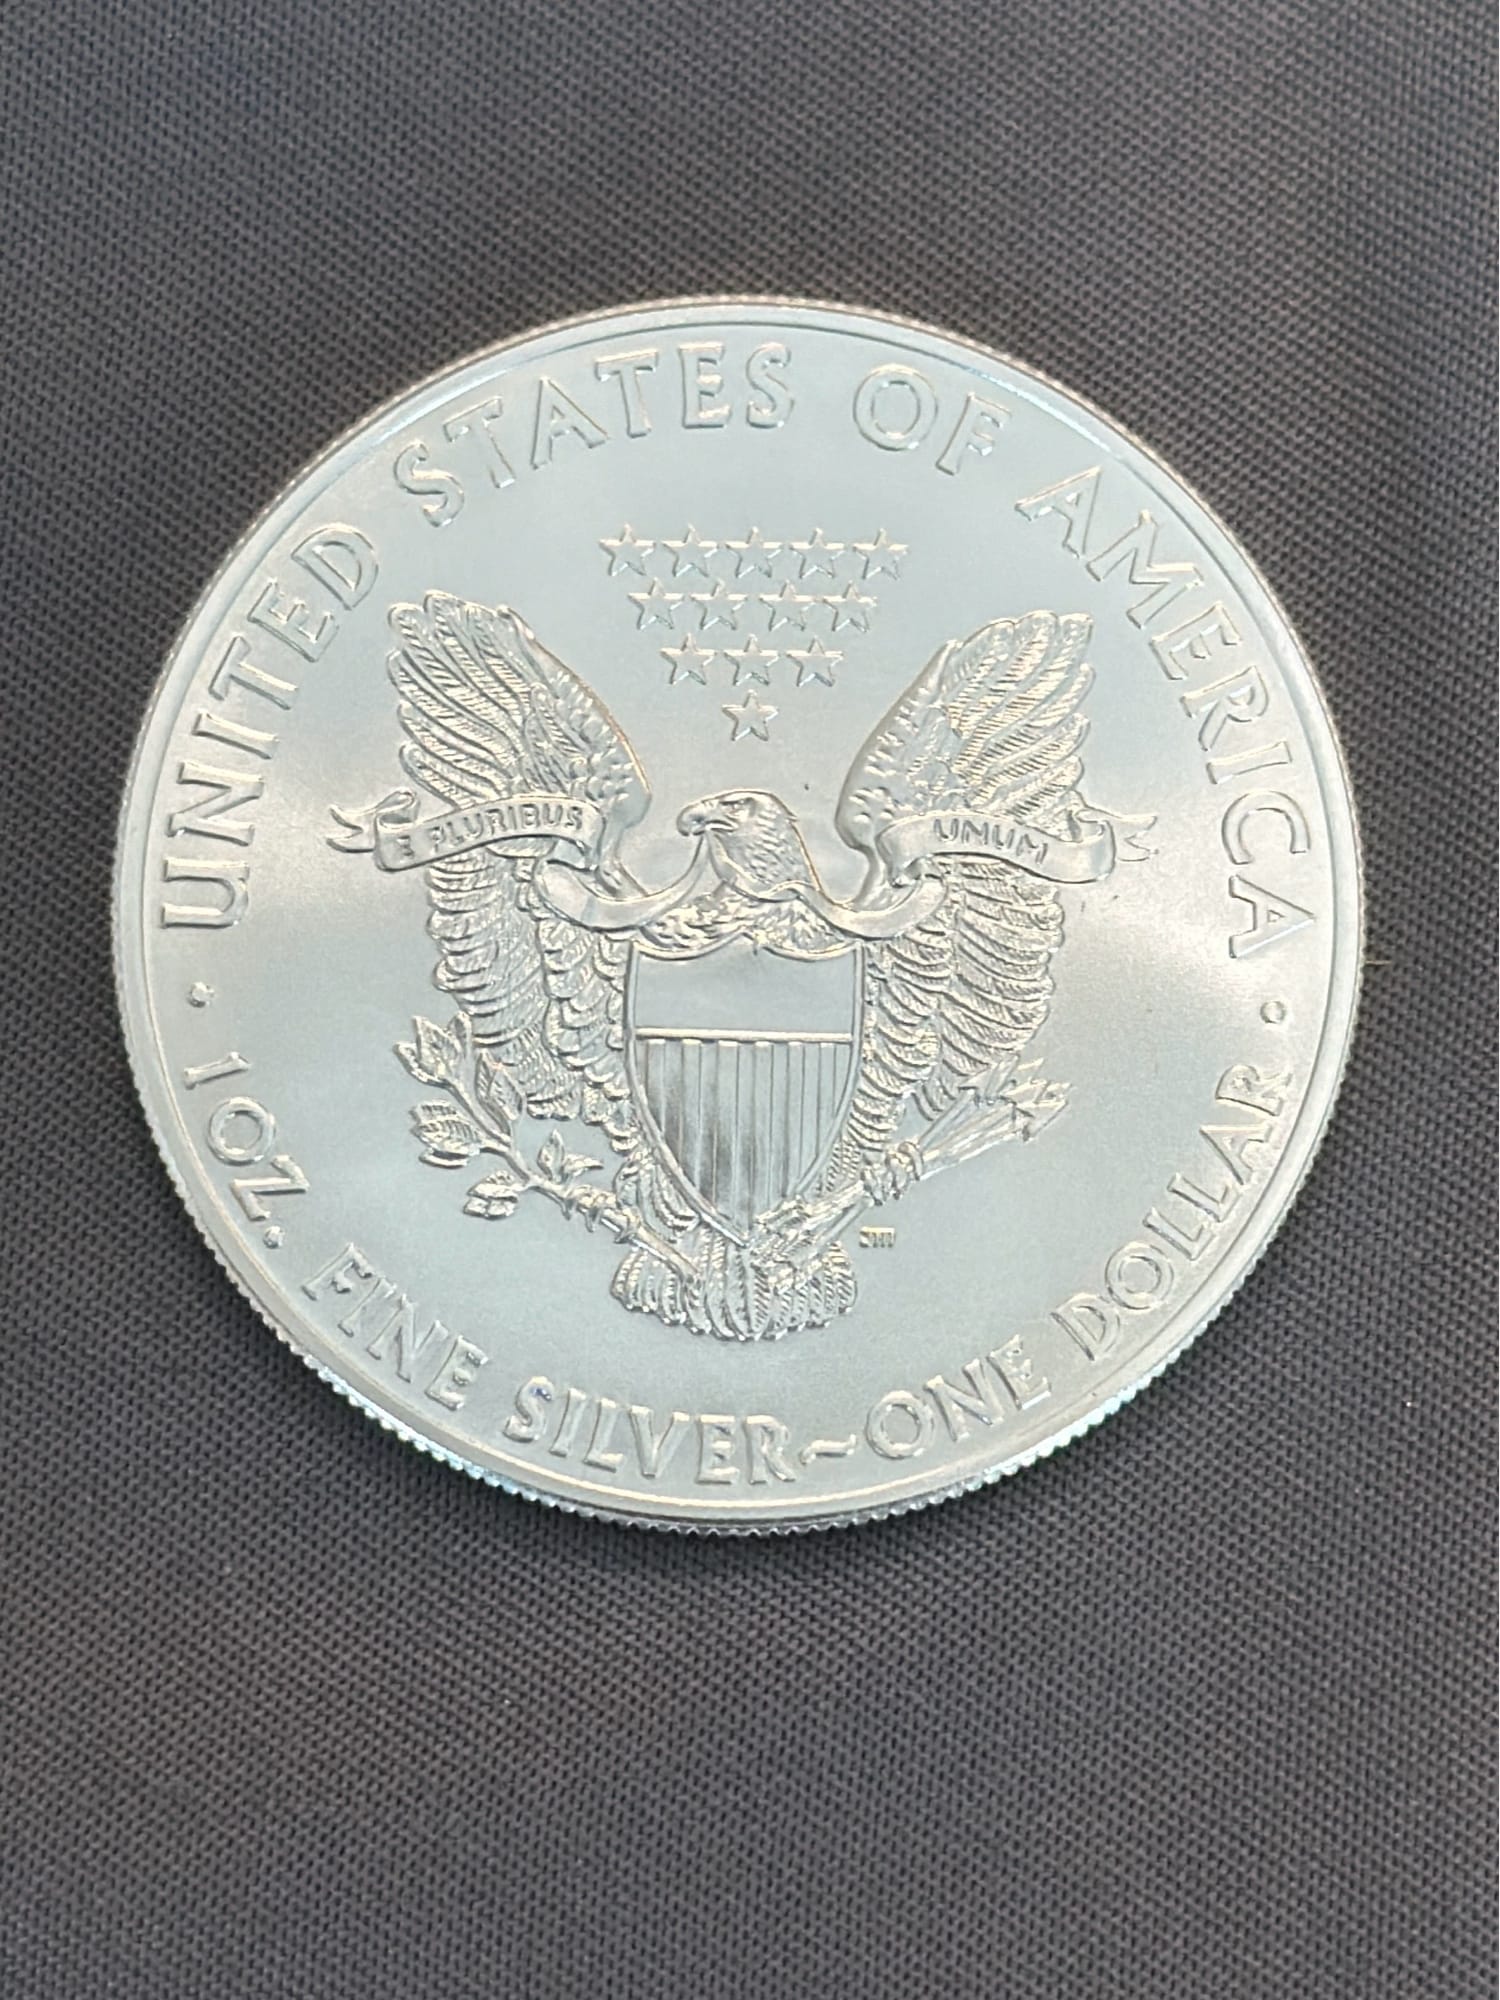 UNITED STATES OF AMERICA
E PLURIBUS UNUM
1 OZ. FINE SILVER~ONE DOLLAR